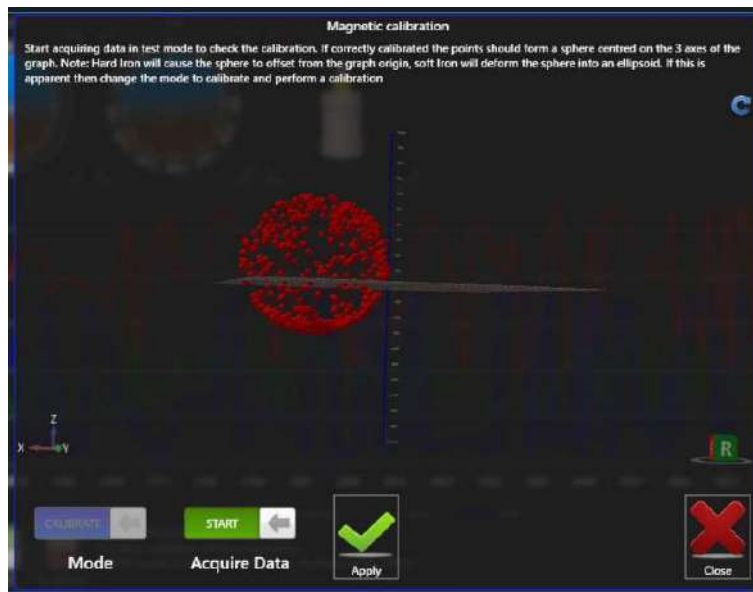 Magnetic calibration
Start acquiring data in test mode to check the calibration. If correctly calibrated the points should form a sphere centred on the 3 axes of the
graph. Note: Hard Iron will cause the sphere to offset from the graph origin, soft Iron will deform the sphere into an ellipsoid. If this is
apparent then change the mode to calibrate and perform a calibration
Z
X Y
R
CALIBRATE START
Mode Acquire Data Apply Close